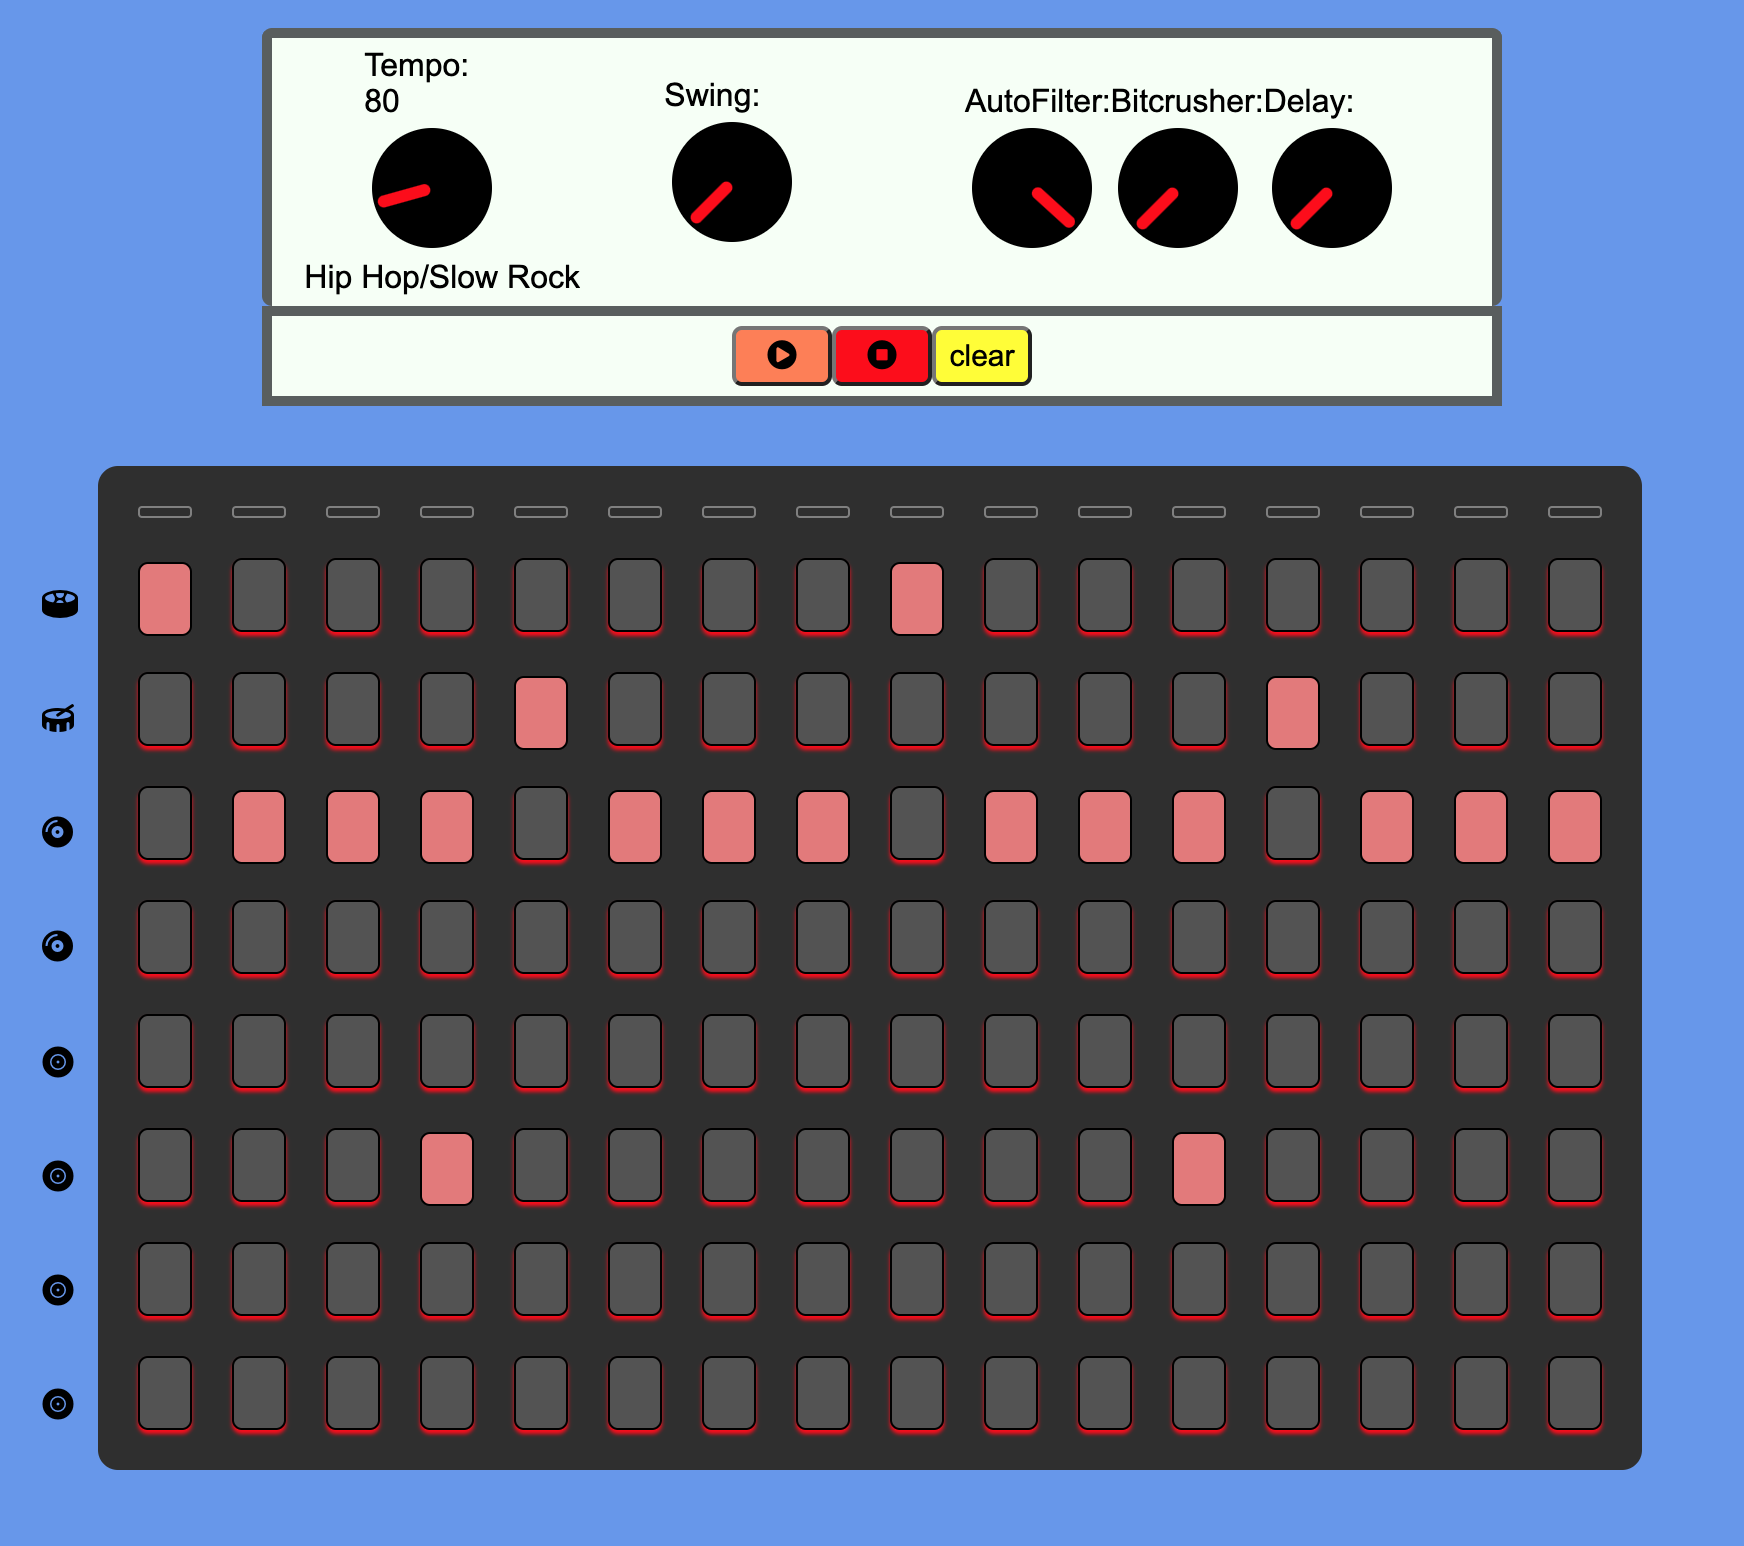 Tempo:
80
Swing:
AutoFilter:Bitcrusher:Delay:
Hip Hop/Slow Rock
clear